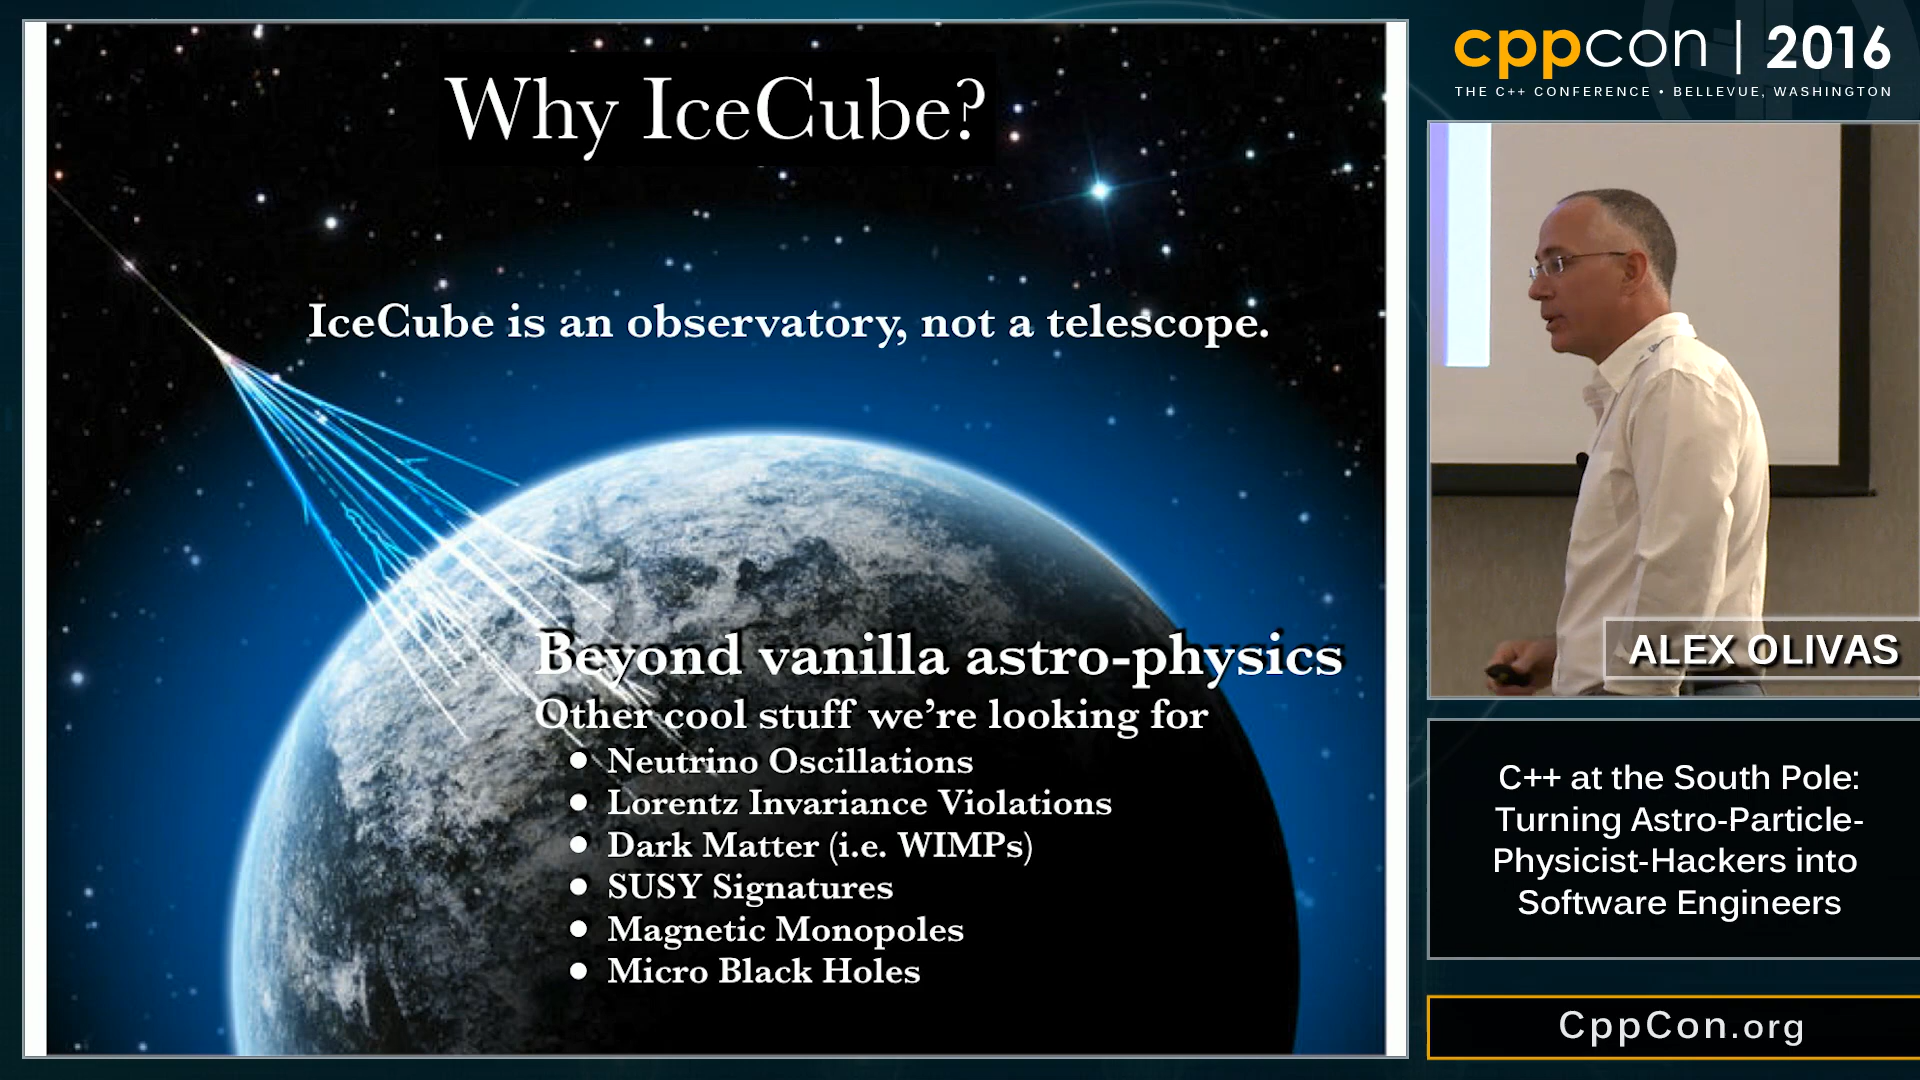 Why IceCube?
IceCube is an observatory, not a telescope.
Beyond vanilla astro-physics
Other cool stuff we're looking for
● Neutrino Oscillations
● Lorentz Invariance Violations
● Dark Matter (i.e. WIMPs)
● SUSY Signatures
● Magnetic Monopoles
● Micro Black Holes
cppcon | 2016
THE C++ CONFERENCE • BELLEVUE, WASHINGTON
ALEX OLIVAS
C++ at the South Pole:
Turning Astro-Particle-
Physicist-Hackers into
Software Engineers
CppCon.org